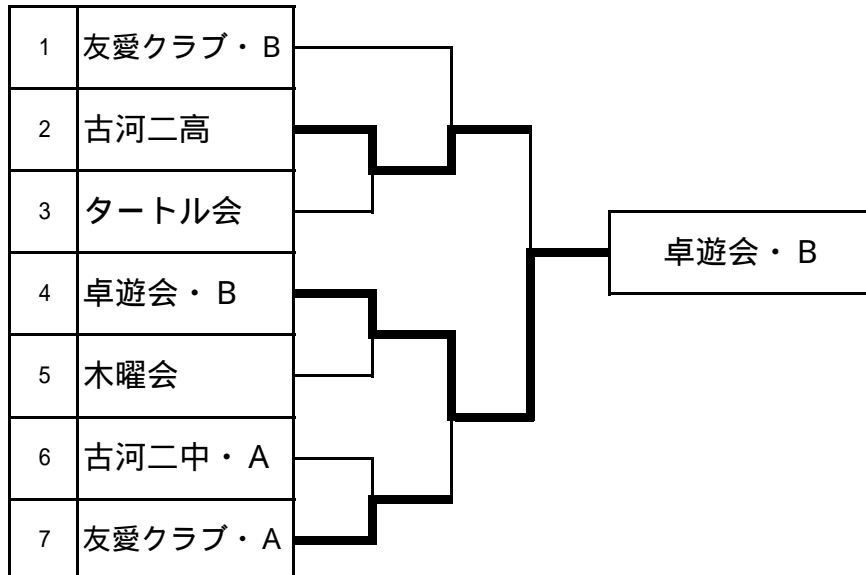 1 友愛クラブ・B
2 古河二高
3 タートル会
卓遊会・B
4 卓遊会・B
5 木曜会
6 古河二中・A
7 友愛クラブ・A